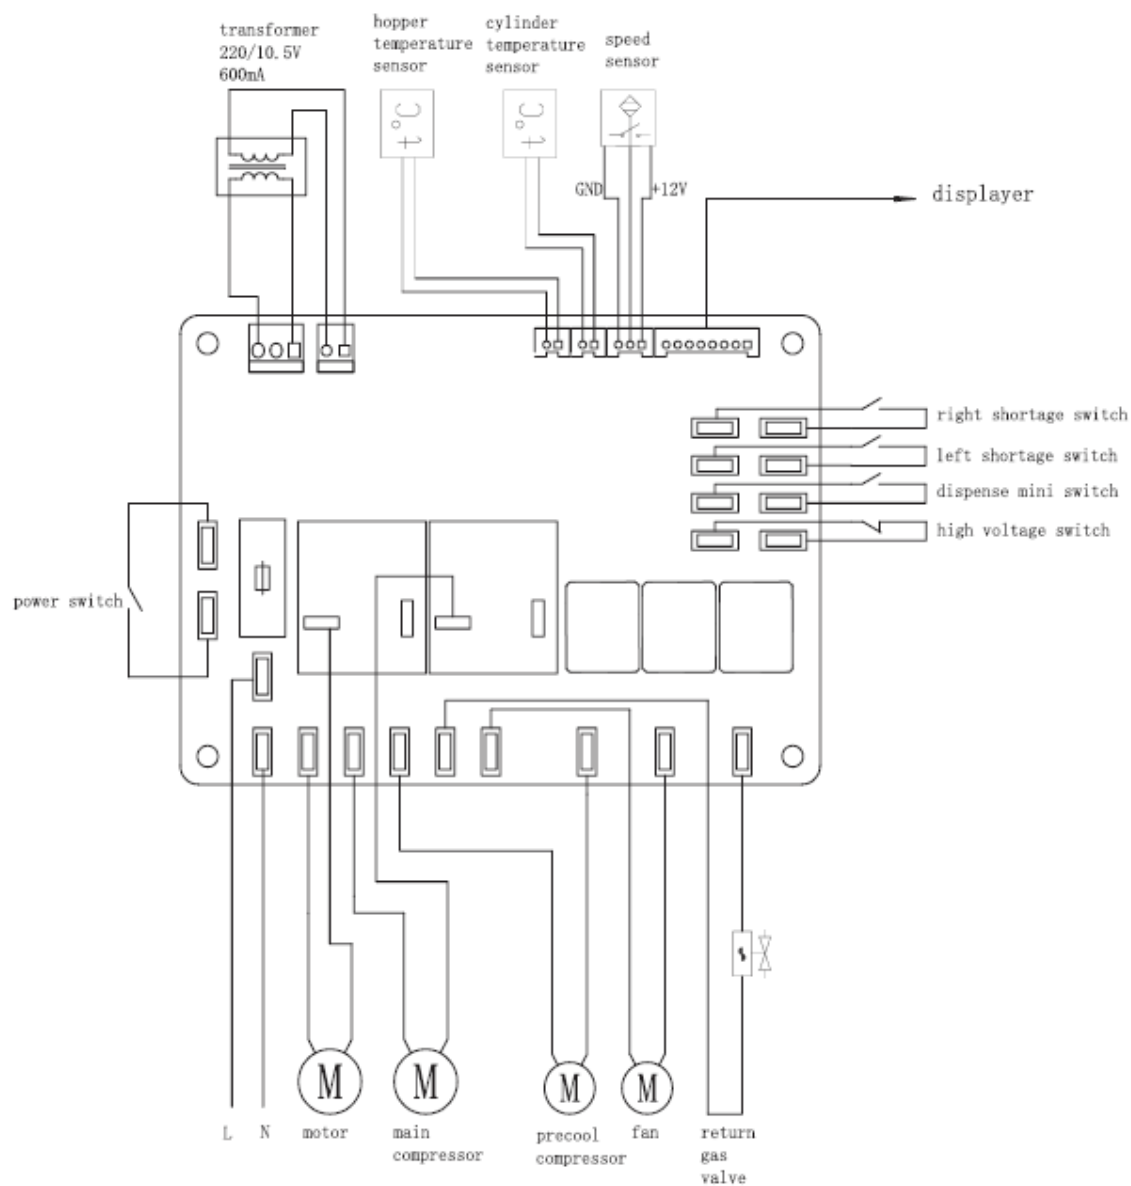 transformer
220/10.5V
600mA
hopper
temperature
sensor
cylinder
temperature
sensor
speed
sensor
t°C
t°C
GND
+12V
displayer
right shortage switch
left shortage switch
dispense mini switch
high voltage switch
power switch
M
M
M
M
L
N
motor
main
compressor
precool
compressor
fan
return
gas
valve